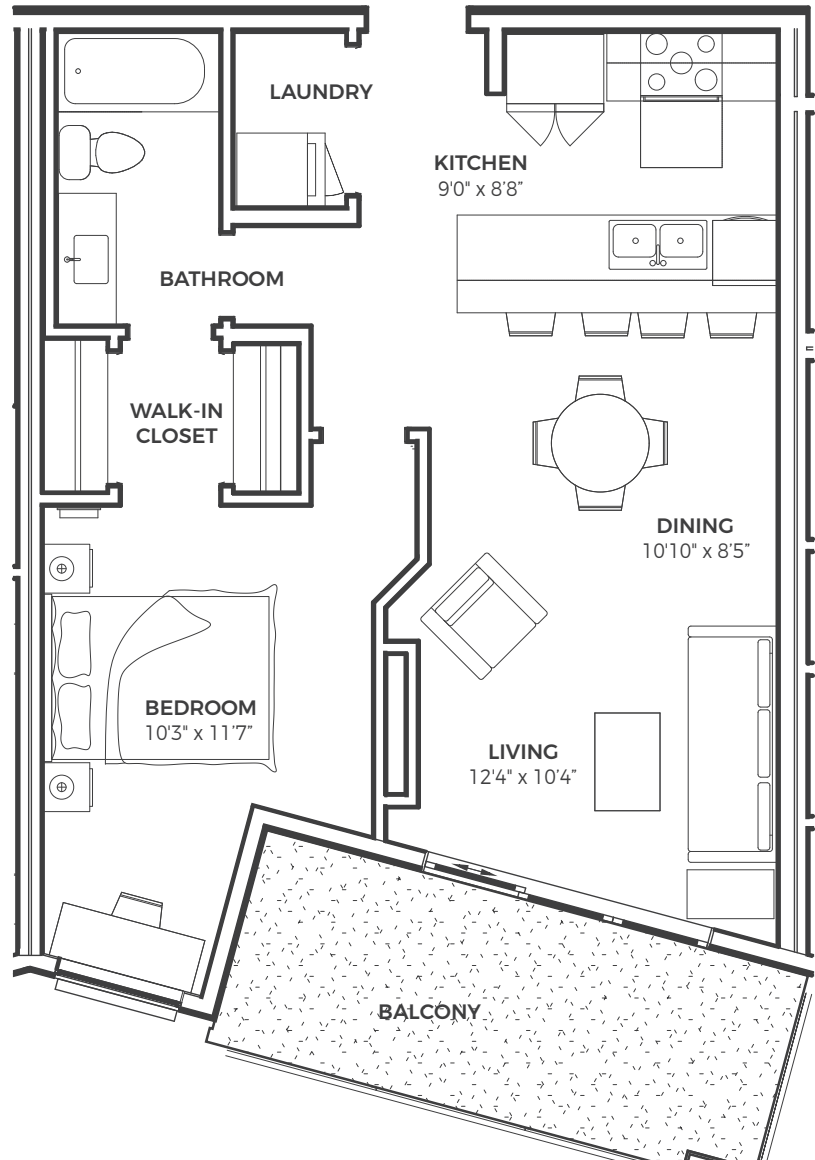 LAUNDRY
KITCHEN
9'0" x 8'8”
BATHROOM
WALK-IN
CLOSET
DINING
10'10" x 8'5”
BEDROOM
10'3" x 11'7”
LIVING
12'4" x 10'4”
BALCONY